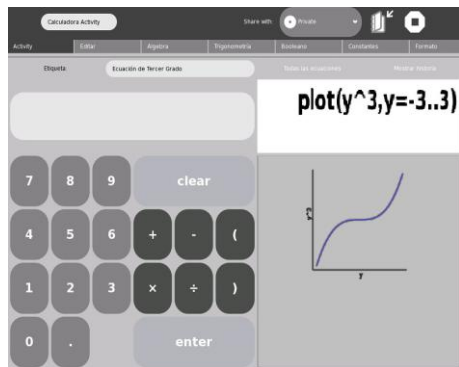 Calculadora Activity Share with: Private
Activity Editar Álgebra Trigonometría Booleano Constantes Formato
Etiqueta: Ecuación de Tercer Grado Todas las ecuaciones Mostrar historia
plot(y^3,y=-3..3)
7 8 9 clear
4 5 6 + - (
1 2 3 × ÷ )
0 . enter
y^3
y